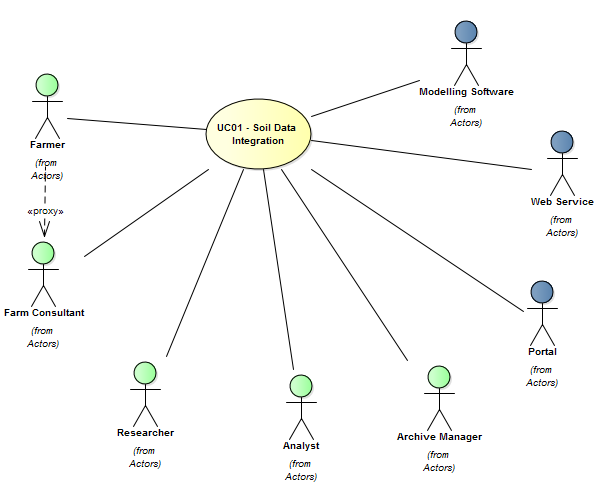 Modelling Software
(from
Actors)
UC01 - Soil Data
Integration
Farmer
(from
Actors)
Web Service
(from
Actors)
«proxy»
Farm Consultant
(from
Actors)
Portal
(from
Actors)
Researcher
(from
Actors)
Analyst
(from
Actors)
Archive Manager
(from
Actors)